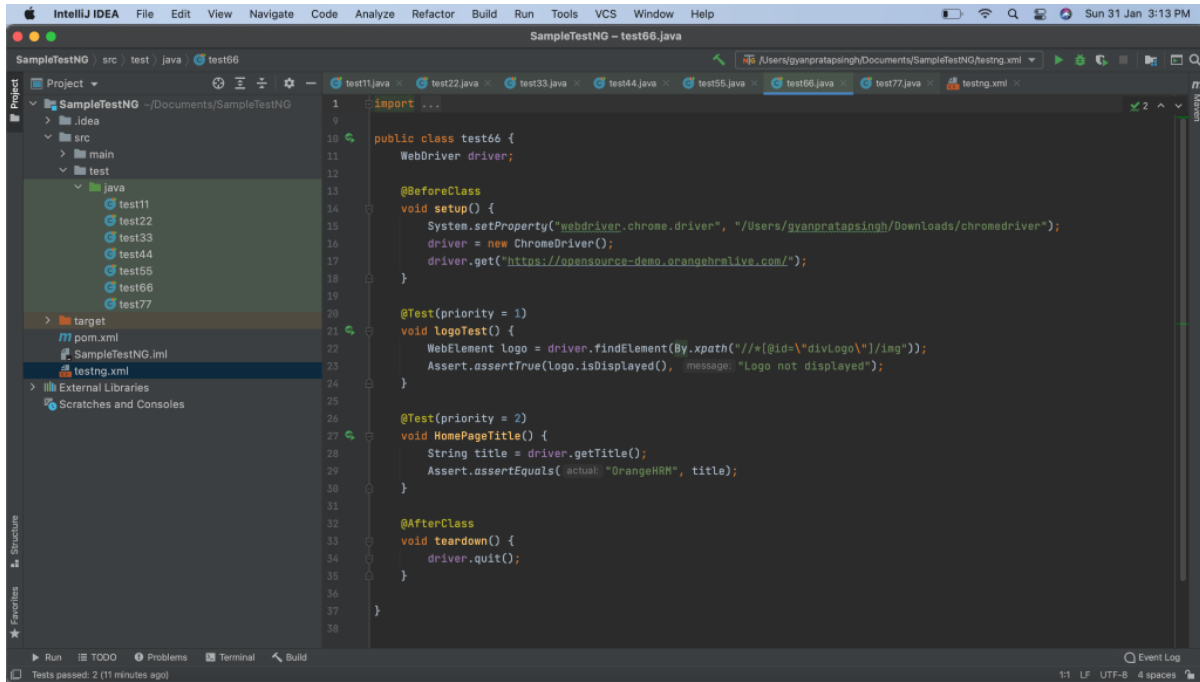 IntelliJ IDEA File Edit View Navigate Code Analyze Refactor Build Run Tools VCS Window Help Sun 31 Jan 3:13 PM
SampleTestNG – test66.java
SampleTestNG src test java test66 /Users/gyanpratapsingh/Documents/SampleTestNG/testng.xml
Project test11.java test22.java test33.java test44.java test55.java test66.java test77.java testng.xml
Project
Maven
SampleTestNG ~/Documents/SampleTestNG
.idea
src
main
test
java
test11
test22
test33
test44
test55
test66
test77
target
pom.xml
SampleTestNG.iml
testng.xml
External Libraries
Scratches and Consoles
2
1 import ...
9
10 public class test66 {
11 WebDriver driver;
12
13 @BeforeClass
14 void setup() {
15 System.setProperty("webdriver.chrome.driver", "/Users/gyanpratapsingh/Downloads/chromedriver");
16 driver = new ChromeDriver();
17 driver.get("https://opensource-demo.orangehrmlive.com/");
18 }
19
20 @Test(priority = 1)
21 void logoTest() {
22 WebElement logo = driver.findElement(By.xpath("//*[@id=\"divLogo\"]/img"));
23 Assert.assertTrue(logo.isDisplayed(), message: "Logo not displayed");
24 }
25
26 @Test(priority = 2)
27 void HomePageTitle() {
28 String title = driver.getTitle();
29 Assert.assertEquals( actual: "OrangeHRM", title);
30 }
31
32 @AfterClass
33 void teardown() {
34 driver.quit();
35 }
36
37 }
38
Structure
Favorites
Run TODO Problems Terminal Build Event Log
Tests passed: 2 (11 minutes ago) 1:1 LF UTF-8 4 spaces